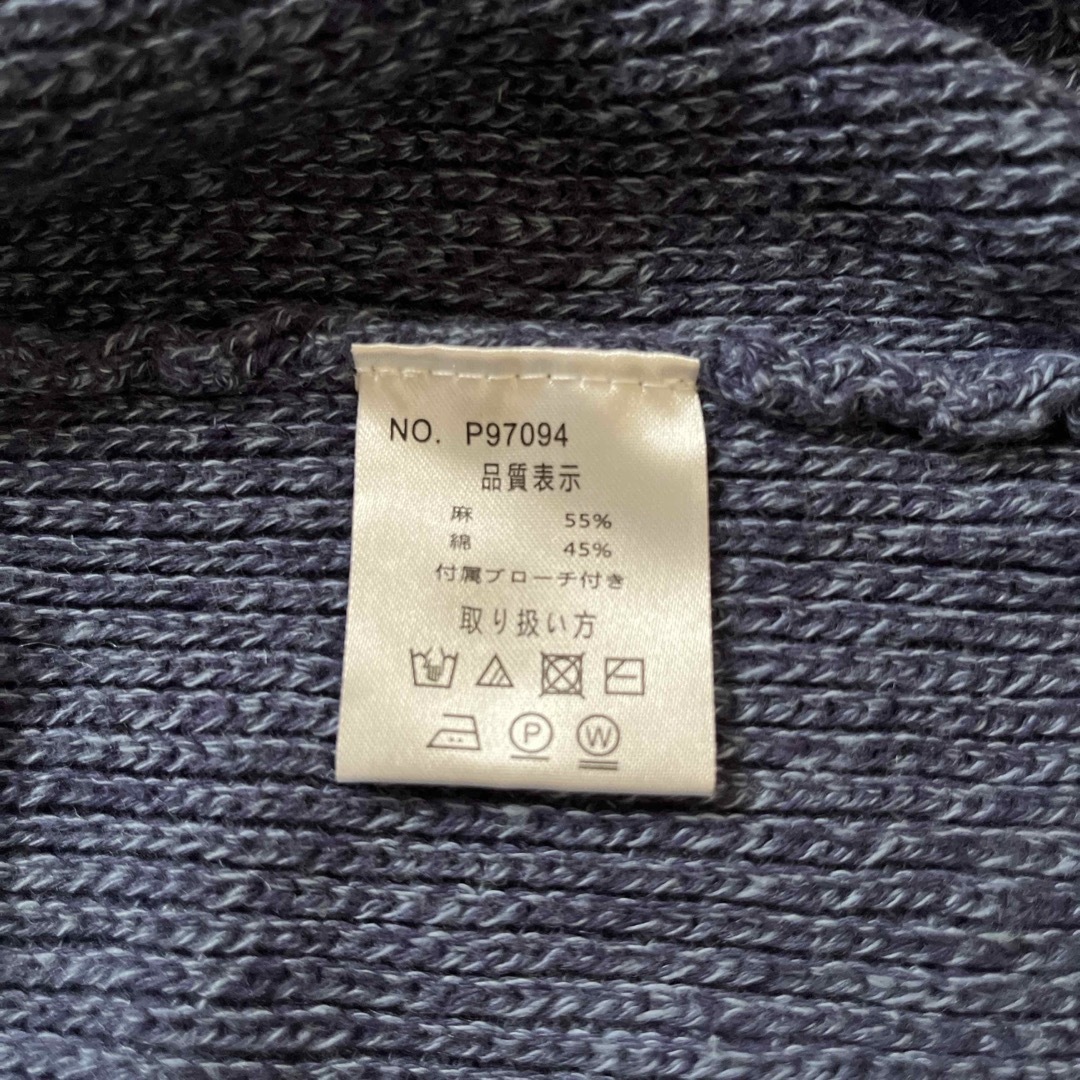 NO. P97094
品質表示
麻 55%
綿 45%
付属ブローチ付き
取り扱い方
P W